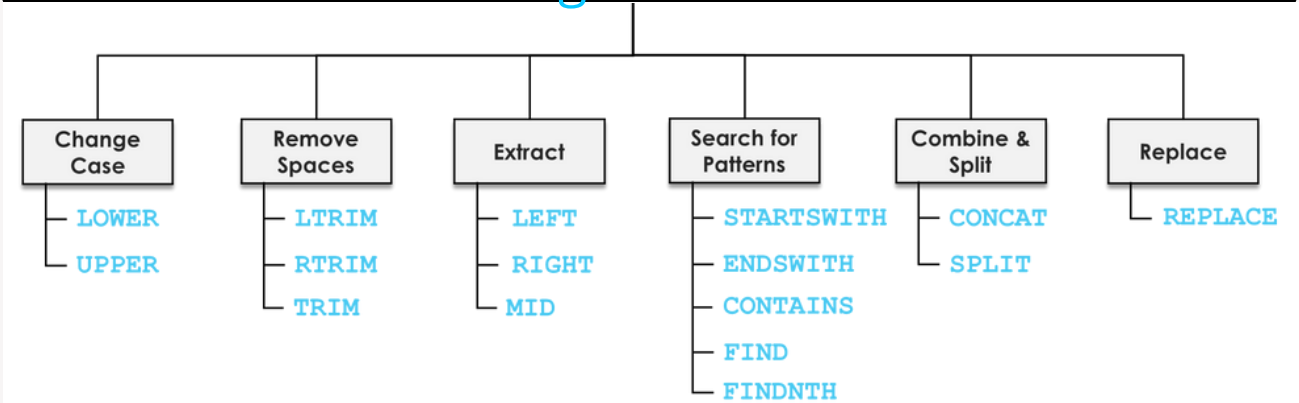 Change
Case
LOWER
UPPER
Remove
Spaces
LTRIM
RTRIM
TRIM
Extract
LEFT
RIGHT
MID
Search for
Patterns
STARTSWITH
ENDSWITH
CONTAINS
FIND
FINDNTH
Combine &
Split
CONCAT
SPLIT
Replace
REPLACE